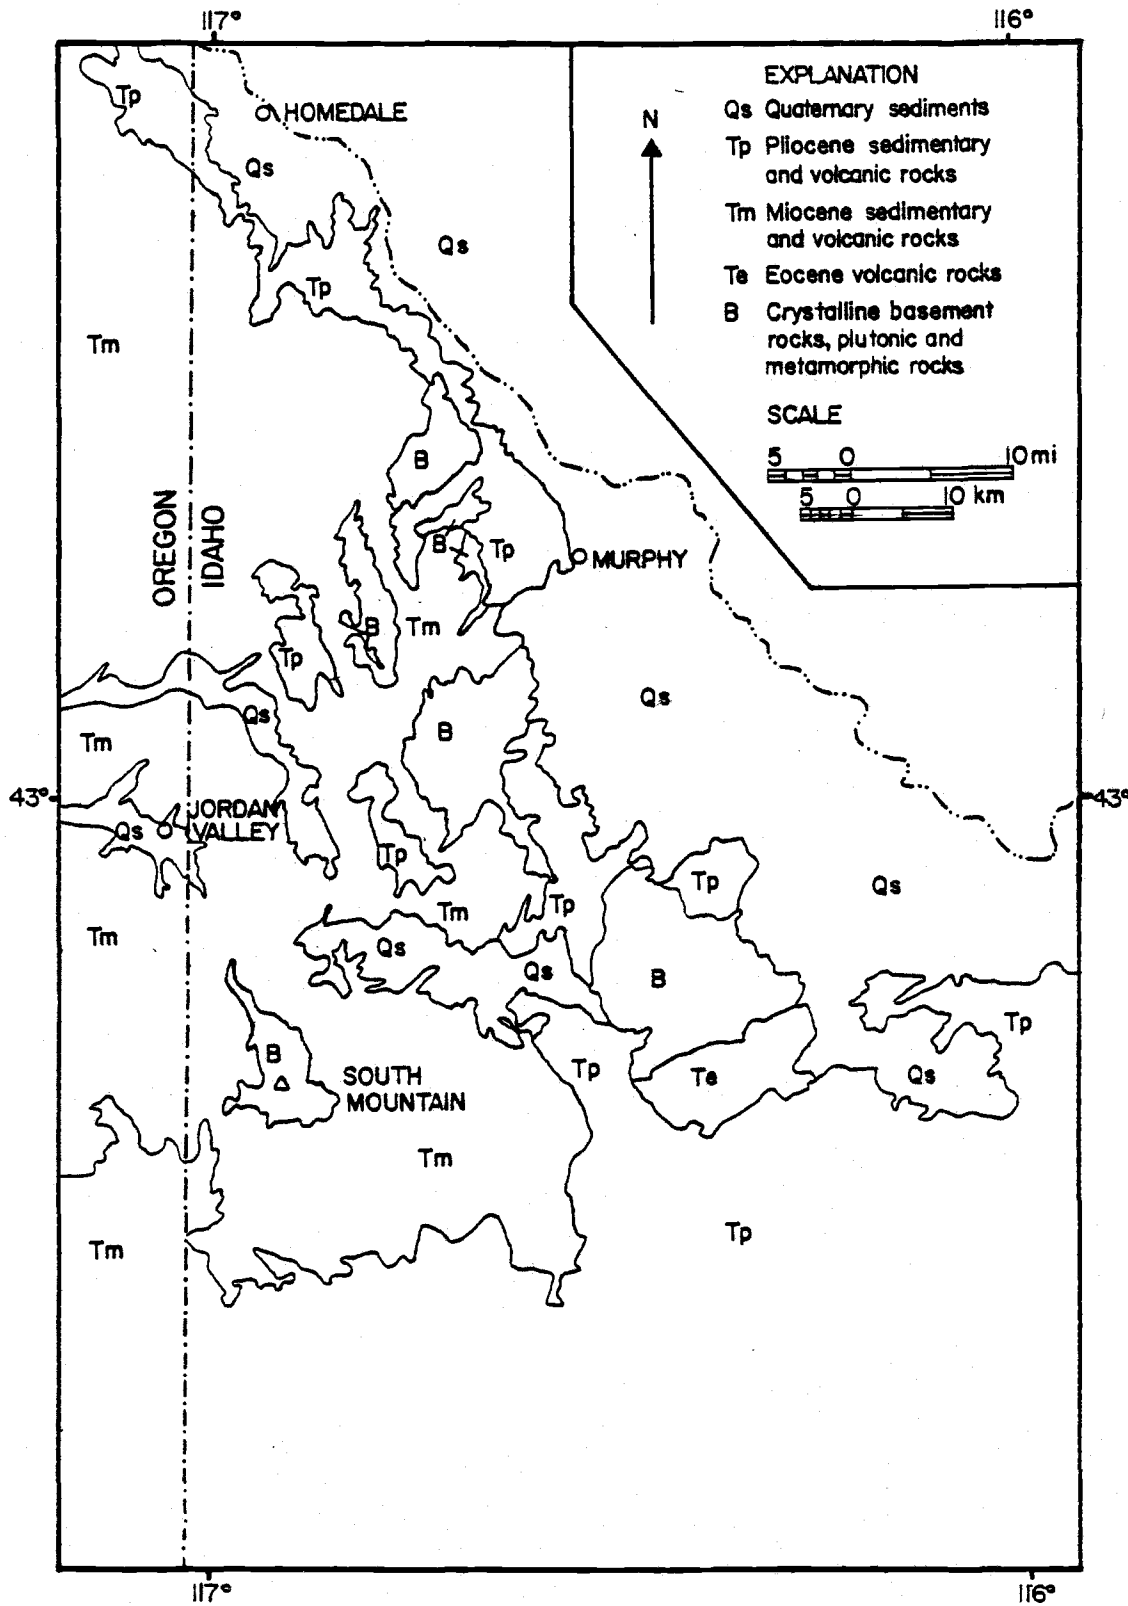 117° 116°
EXPLANATION
Qs Quaternary sediments
Tp Pliocene sedimentary
and volcanic rocks
Tm Miocene sedimentary
and volcanic rocks
Te Eocene volcanic rocks
B Crystalline basement
rocks, plutonic and
metamorphic rocks
SCALE
5 0 10 mi
5 0 10 km
N
Tp
HOMEDALE
Qs
Qs
Tp
Tm
B
OREGON
IDAHO
B
Tp
MURPHY
B
Tm
Tp
Qs
Qs
Tm
B
43° 43°
JORDAN
VALLEY
Qs
Tp
Tp
Qs
Tm
Tp
Tm
Qs
Qs
B
Tp
B
SOUTH
MOUNTAIN
Tp
Te
Qs
Tm
Tm
Tp
117° 116°